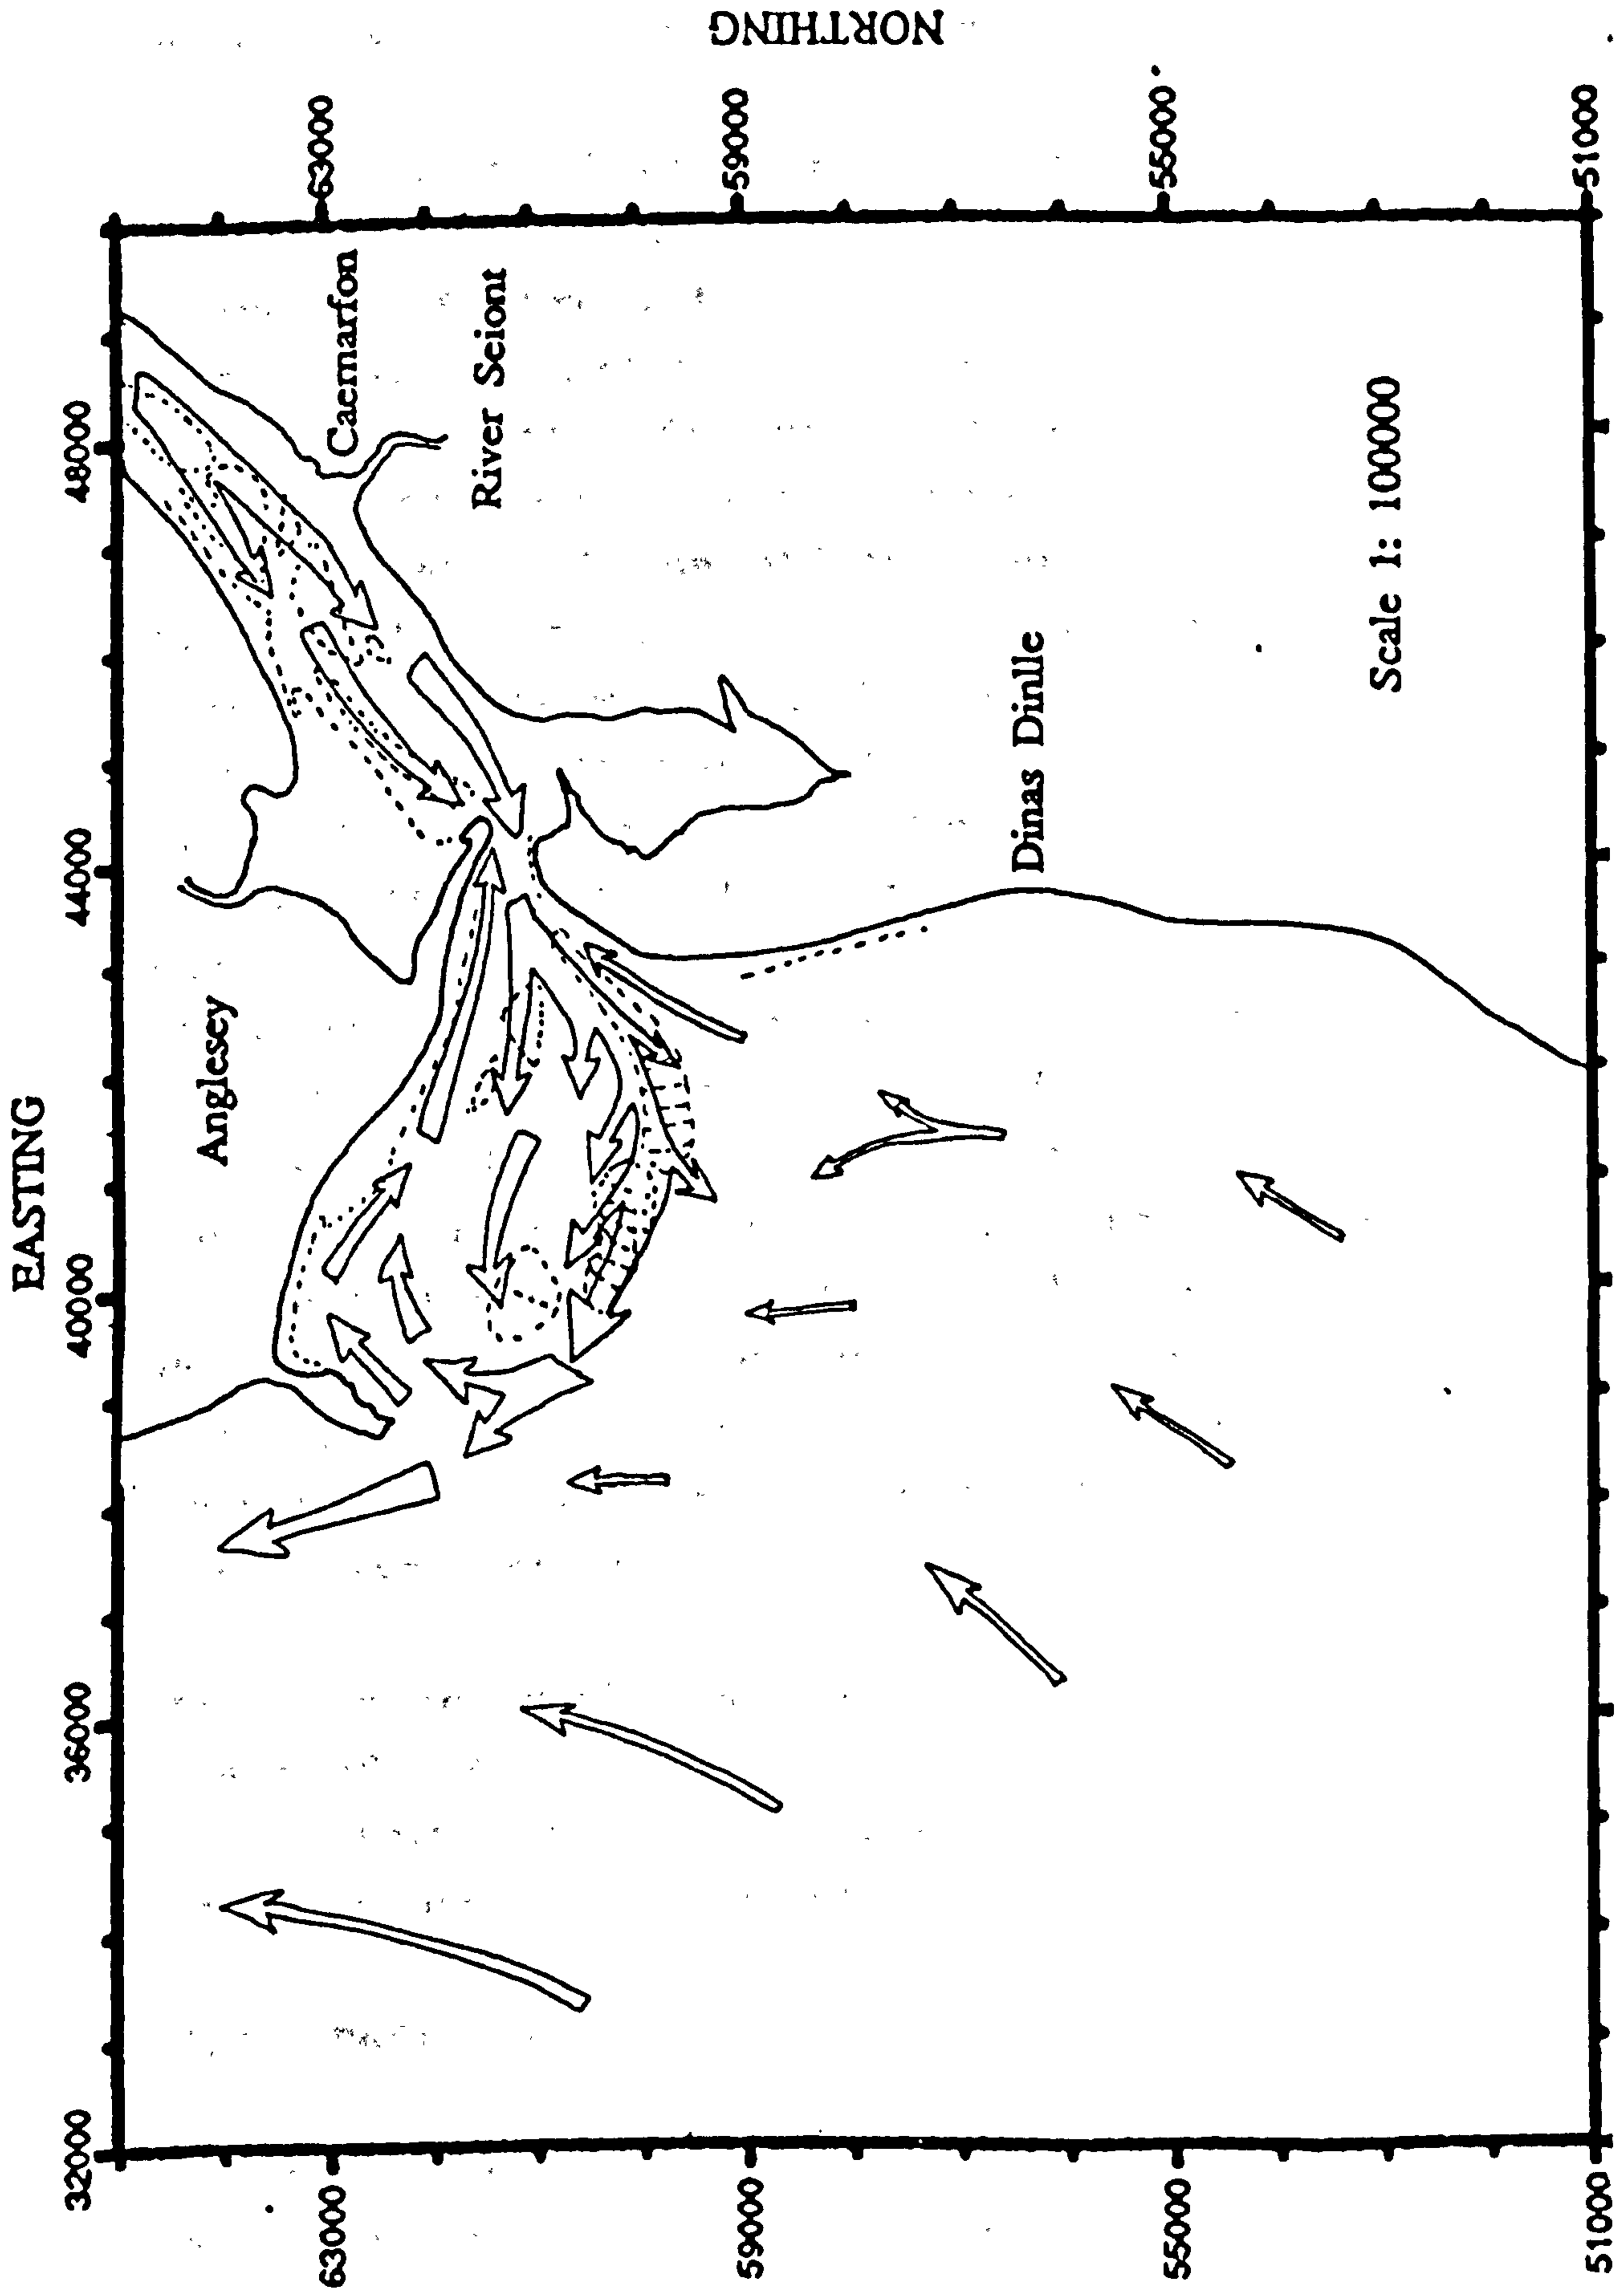 EASTING
32000
36000
40000
44000
48000
NORTHING
63000
59000
55000
51000
63000
59000
55000
51000
Anglesey
Caernarfon
River Seiont
Dinas Dinlle
Scale 1: 100000